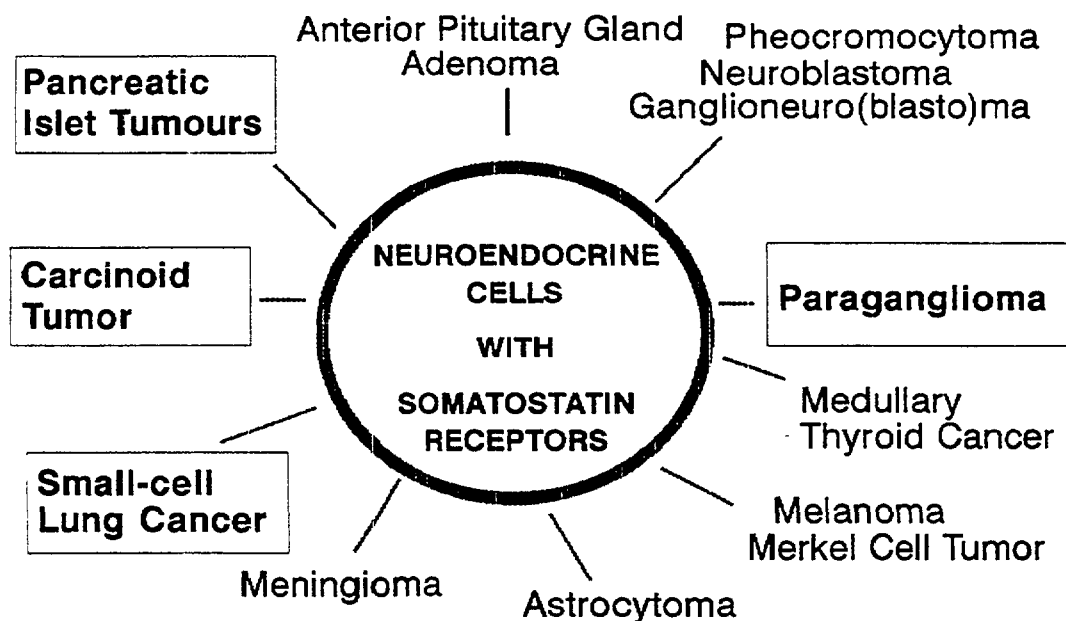 Anterior Pituitary Gland
Adenoma
Pheocromocytoma
Neuroblastoma
Ganglioneuro(blasto)ma
Pancreatic
Islet Tumours
NEUROENDOCRINE
CELLS
WITH
SOMATOSTATIN
RECEPTORS
Carcinoid
Tumor
Paraganglioma
Medullary
Thyroid Cancer
Small-cell
Lung Cancer
Melanoma
Merkel Cell Tumor
Meningioma
Astrocytoma